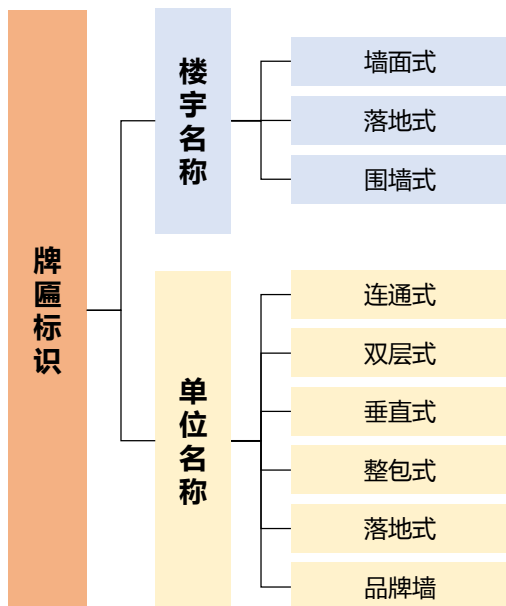 牌匾标识
楼宇名称
墙面式
落地式
围墙式
单位名称
连通式
双层式
垂直式
整包式
落地式
品牌墙